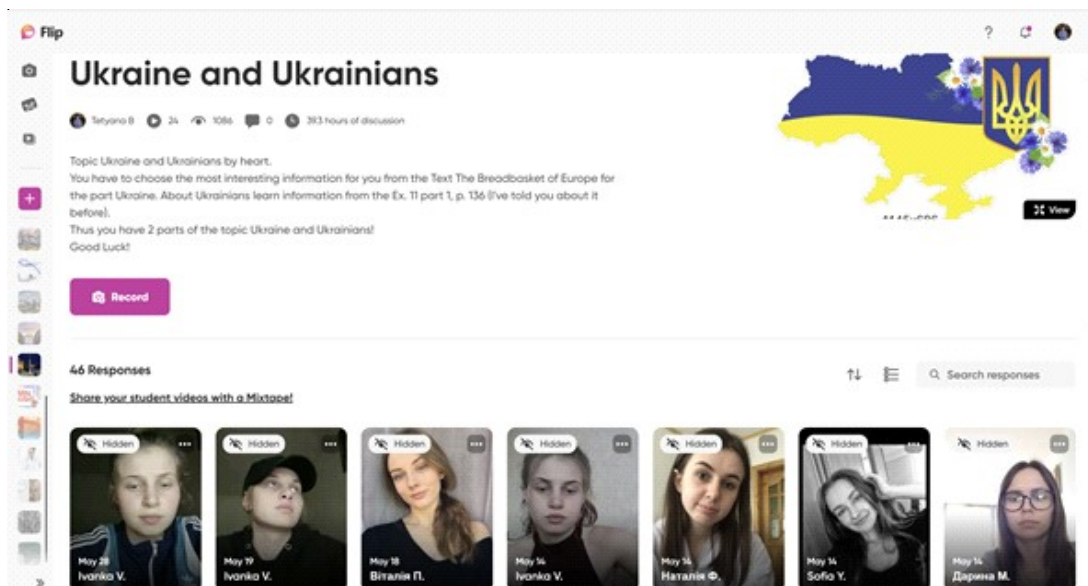 Flip
Ukraine and Ukrainians
Tetyana B 24 1086 0 39.3 hours of discussion
Topic Ukraine and Ukrainians by heart.
You have to choose the most interesting information for you from the Text The Breadbasket of Europe for
the part Ukraine. About Ukrainians learn information from the Ex. 11 part 1, p. 136 (I've told you about it
before).
Thus you have 2 parts of the topic Ukraine and Ukrainians!
Good Luck!
View
Record
46 Responses
Search responses
Share your student videos with a Mixtape!
Hidden Hidden Hidden Hidden Hidden Hidden Hidden
May 28 May 19 May 18 May 14 May 14 May 14 May 14
Ivanka V. Ivanka V. Віталія П. Ivanka V. Наталія Ф. Sofia Y. Дарина М.